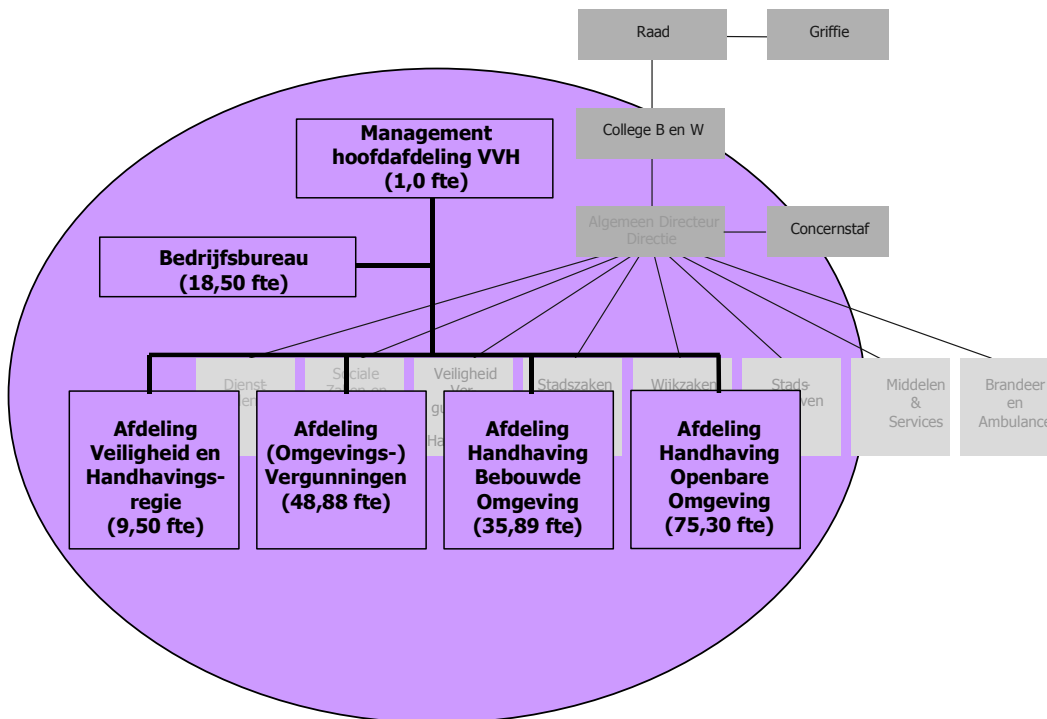 Raad
Griffie
College B en W
Algemeen Directeur
Directie
Concernstaf
Management
hoofdafdeling VVH
(1,0 fte)
Bedrijfsbureau
(18,50 fte)
Sociale
Veiligheid
Stadszaken
Wijkzaken
Stads-
Middelen
&
Services
en
Afdeling
Veiligheid en
Handhavings-
regie
(9,50 fte)
Afdeling
(Omgevings-)
Vergunningen
(48,88 fte)
Afdeling
Handhaving
Bebouwde
Omgeving
(35,89 fte)
Afdeling
Handhaving
Openbare
Omgeving
(75,30 fte)